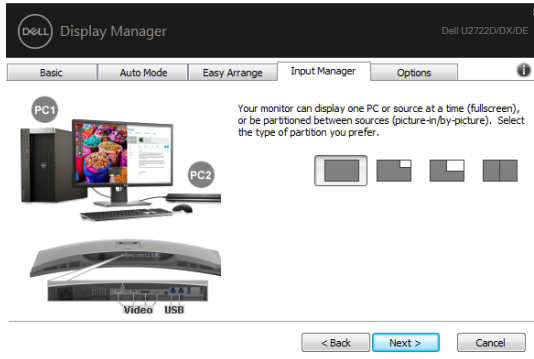 DELL Display Manager
Dell U2722D/DX/DE
Basic Auto Mode Easy Arrange Input Manager Options
PC1
Your monitor can display one PC or source at a time (fullscreen),
or be partitioned between sources (picture-in/by-picture). Select
the type of partition you prefer.
PC2
Video USB
< Back Next > Cancel